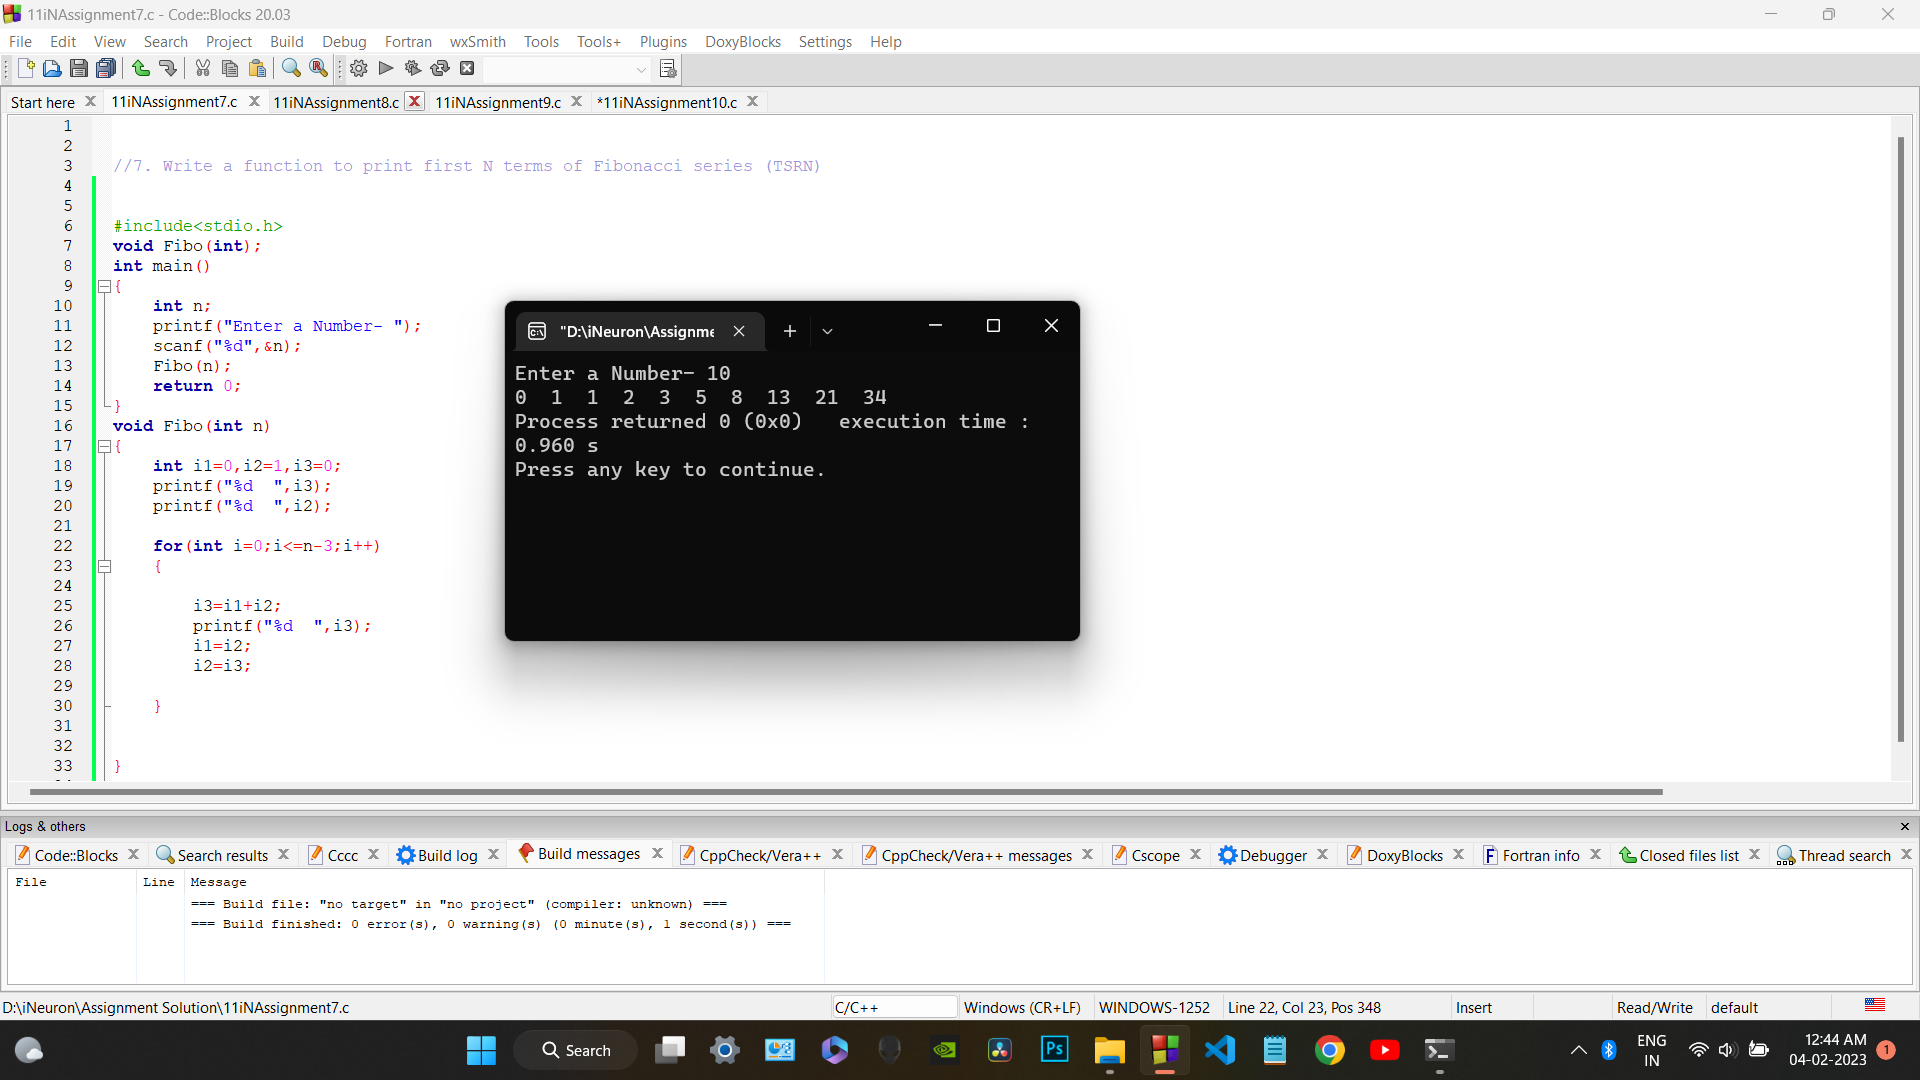 11iNAssignment7.c - Code::Blocks 20.03
File Edit View Search Project Build Debug Fortran wxSmith Tools Tools+ Plugins DoxyBlocks Settings Help
Start here 11iNAssignment7.c 11iNAssignment8.c 11iNAssignment9.c *11iNAssignment10.c
1
2
3 //7. Write a function to print first N terms of Fibonacci series (TSRN)
4
5
6 #include<stdio.h>
7 void Fibo(int);
8 int main()
9 {
10 int n;
11 printf("Enter a Number- ");
12 scanf("%d",&n);
13 Fibo(n);
14 return 0;
15 }
16 void Fibo(int n)
17 {
18 int i1=0,i2=1,i3=0;
19 printf("%d  ",i3);
20 printf("%d  ",i2);
21
22 for(int i=0;i<=n-3;i++)
23 {
24
25 i3=i1+i2;
26 printf("%d  ",i3);
27 i1=i2;
28 i2=i3;
29
30 }
31
32
33 }
"D:\iNeuron\Assignme
Enter a Number- 10
0 1 1 2 3 5 8 13 21 34
Process returned 0 (0x0) execution time :
0.960 s
Press any key to continue.
Logs & others
Code::Blocks Search results Cccc Build log Build messages CppCheck/Vera++ CppCheck/Vera++ messages Cscope Debugger DoxyBlocks Fortran info Closed files list Thread search
File Line Message
=== Build file: "no target" in "no project" (compiler: unknown) ===
=== Build finished: 0 error(s), 0 warning(s) (0 minute(s), 1 second(s)) ===
D:\iNeuron\Assignment Solution\11iNAssignment7.c C/C++ Windows (CR+LF) WINDOWS-1252 Line 22, Col 23, Pos 348 Insert Read/Write default
Search
Ps
ENG
IN
12:44 AM
04-02-2023
1